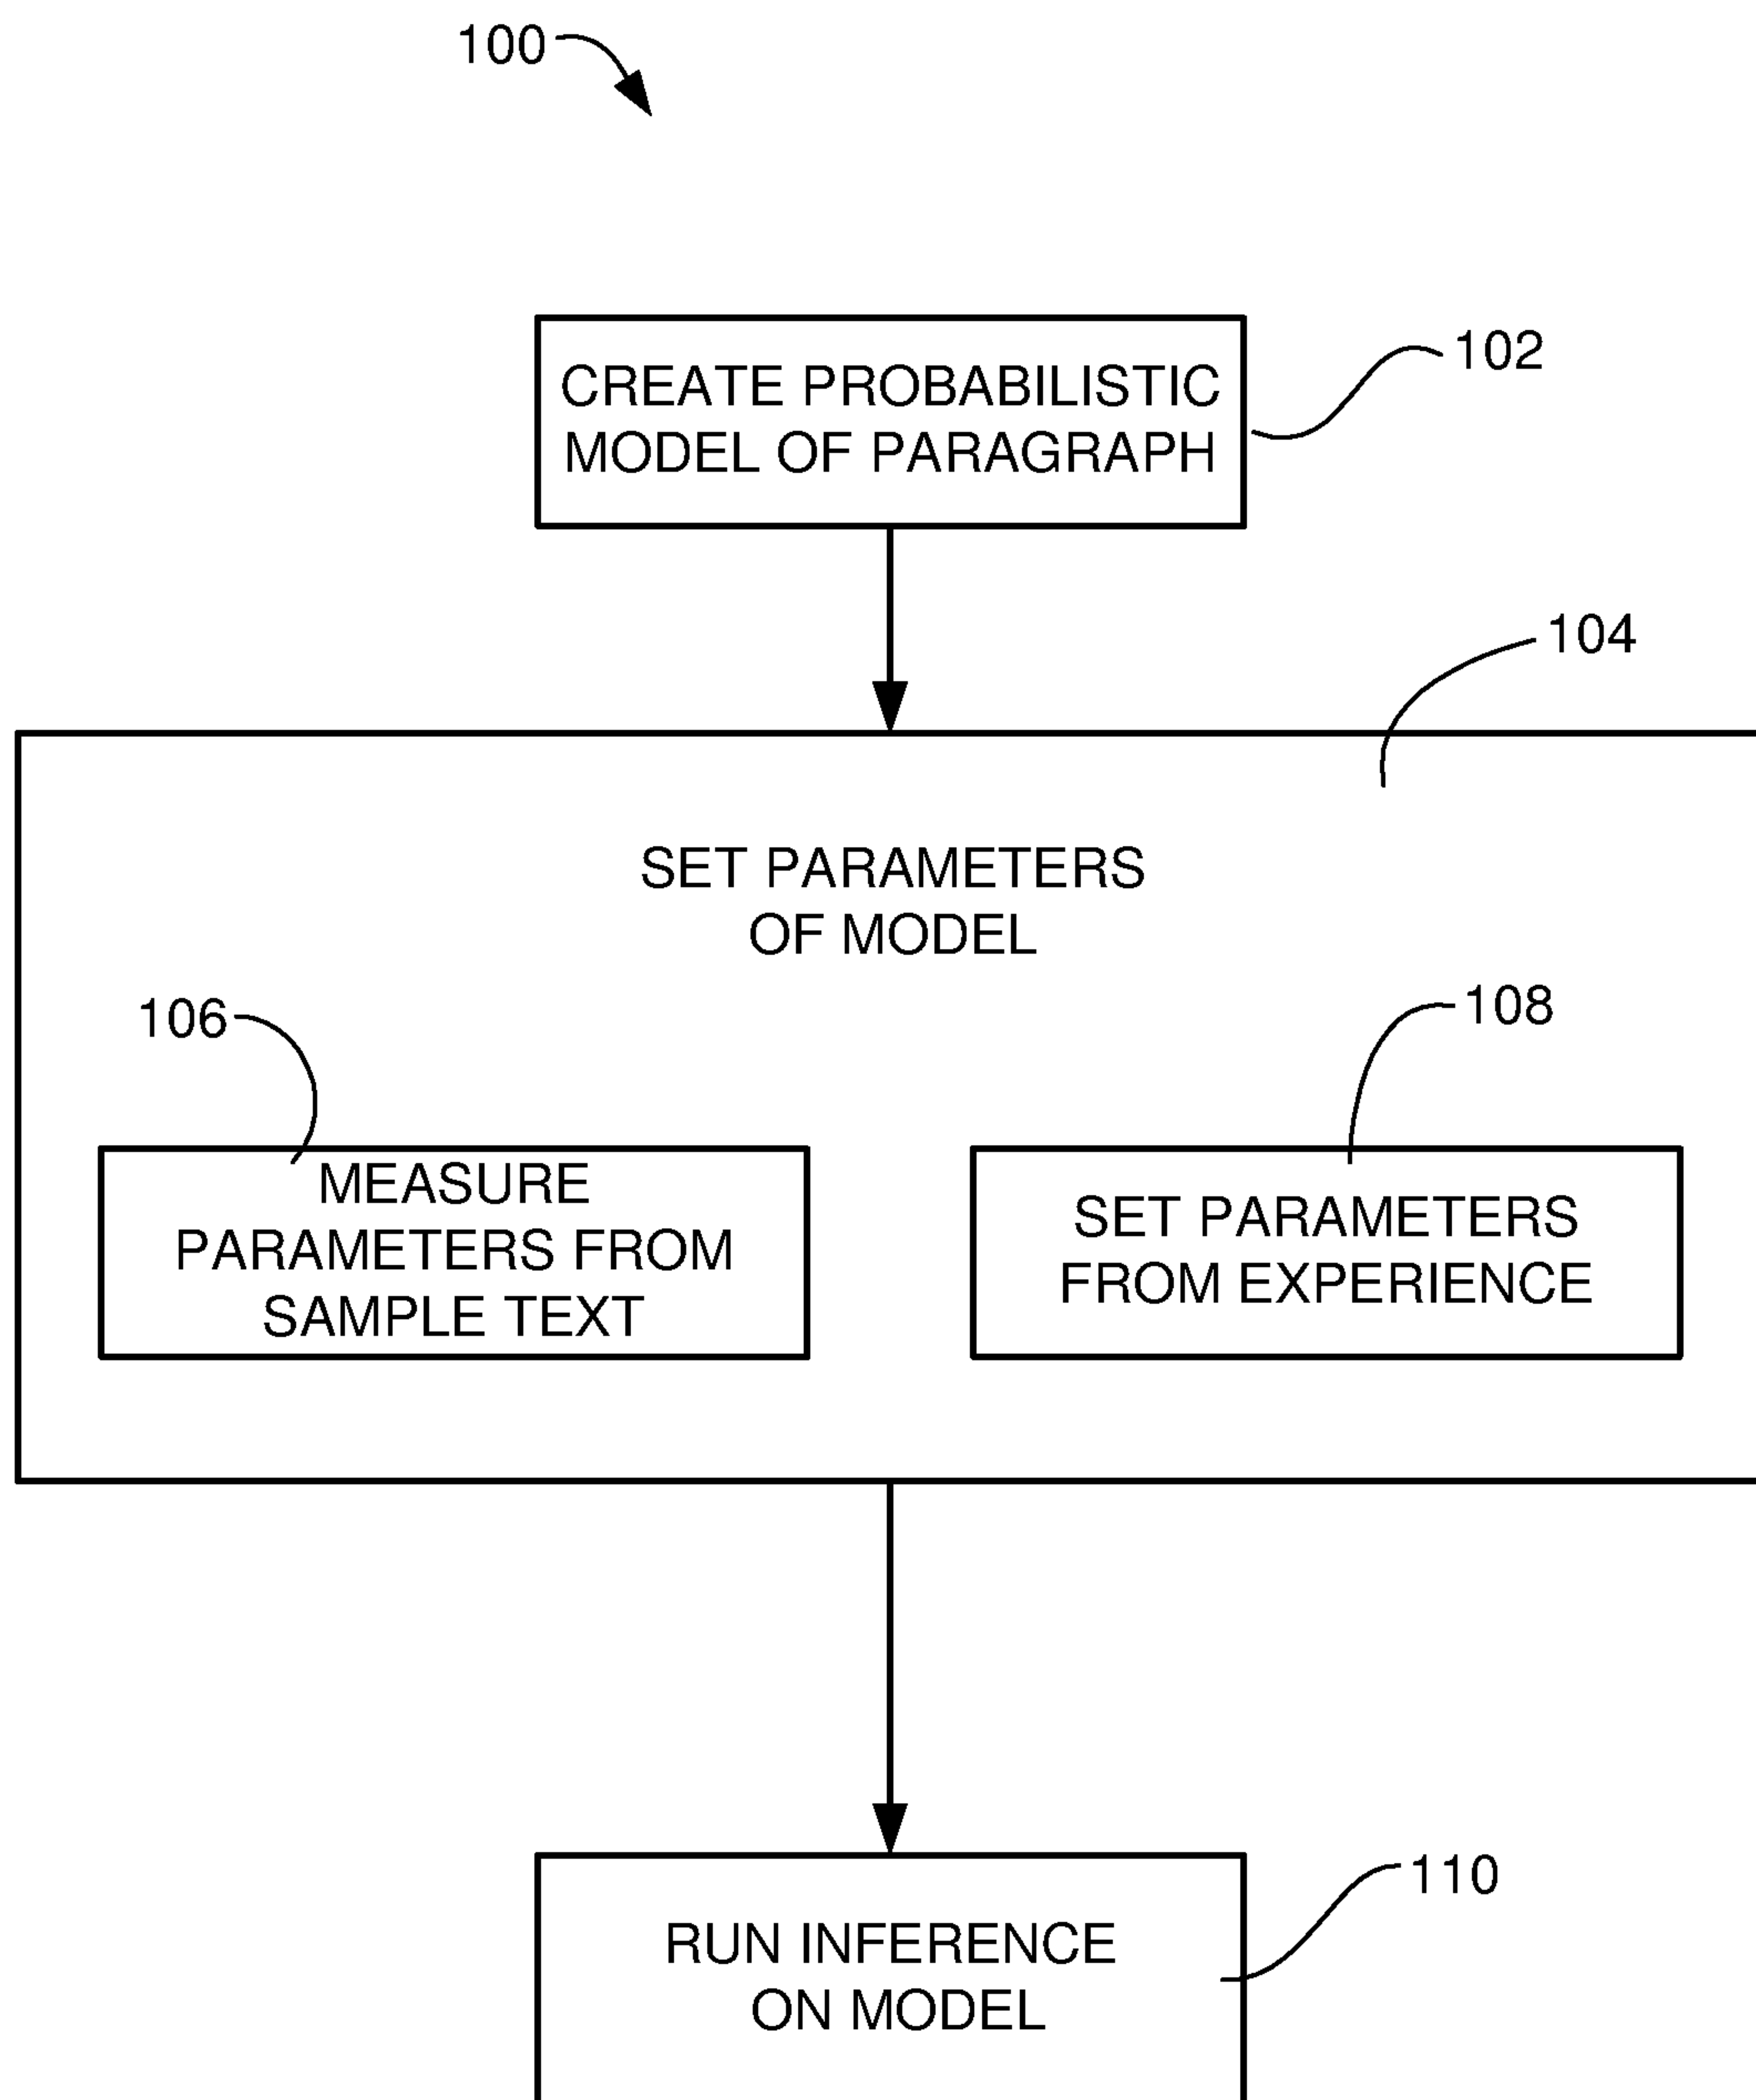 100
CREATE PROBABILISTIC
MODEL OF PARAGRAPH
102
104
SET PARAMETERS
OF MODEL
106
108
MEASURE
PARAMETERS FROM
SAMPLE TEXT
SET PARAMETERS
FROM EXPERIENCE
110
RUN INFERENCE
ON MODEL